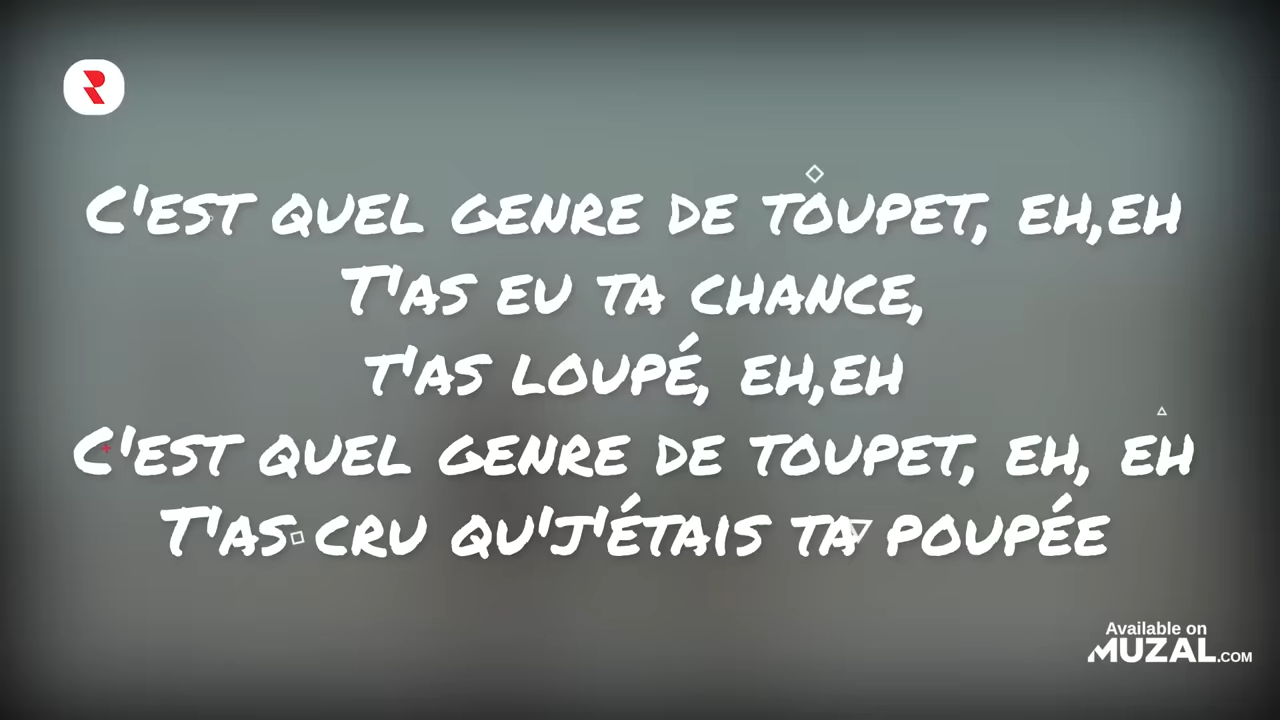 C'EST QUEL GENRE DE TOUPET, EH,EH
T'AS EU TA CHANCE,
T'AS LOUPÉ, EH,EH
C'EST QUEL GENRE DE TOUPET, EH, EH
T'AS CRU QU'J'ÉTAIS TA POUPÉE
Available on
MUZAL.COM